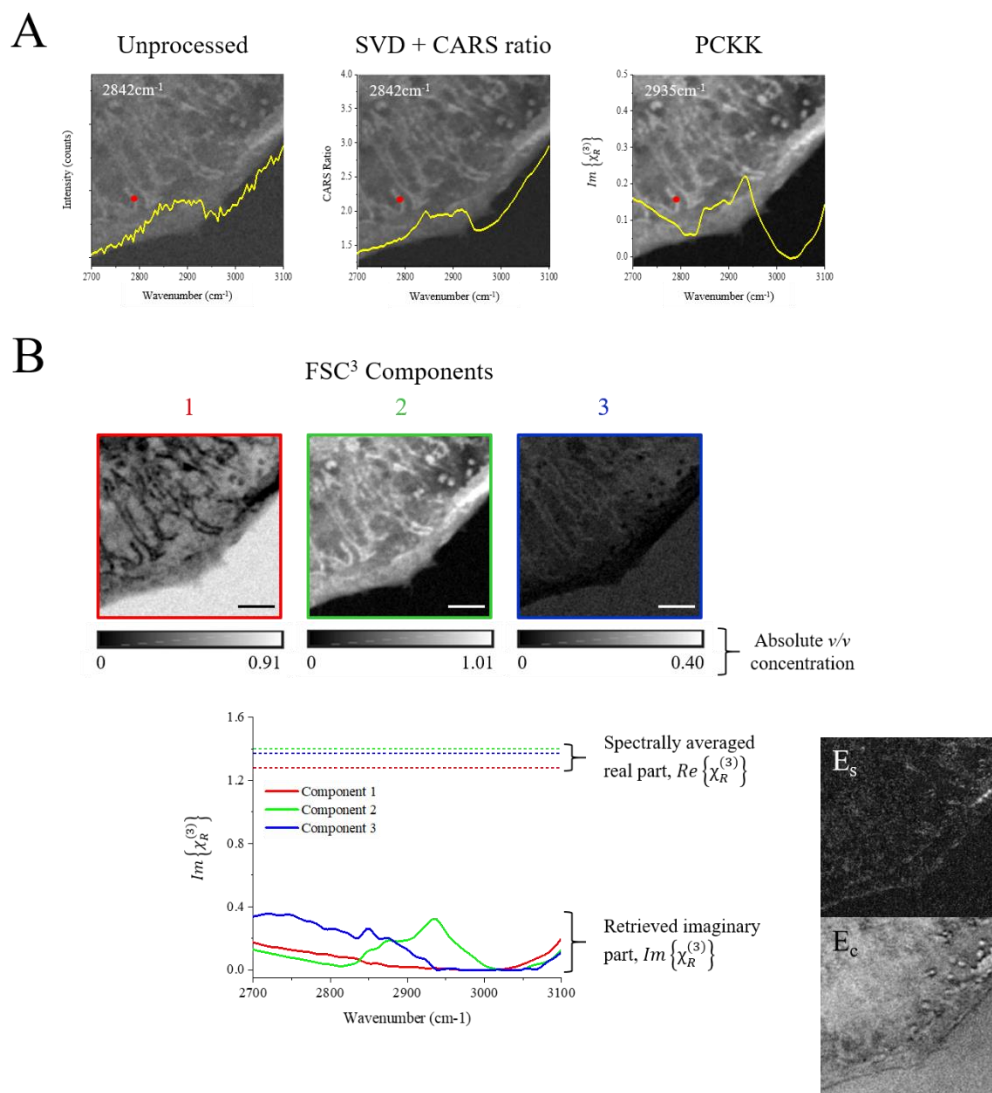 A
Unprocessed
SVD + CARS ratio
PCKK
2842cm⁻¹
Intensity (counts)
2700 2800 2900 3000 3100
Wavenumber (cm⁻¹)
2842cm⁻¹
4.0
3.5
3.0
2.5
2.0
1.5
CARS Ratio
2700 2800 2900 3000 3100
Wavenumber (cm⁻¹)
2935cm⁻¹
0.5
0.4
0.3
0.2
0.1
0.0
Im {χ_R^(3)}
2700 2800 2900 3000 3100
Wavenumber (cm⁻¹)
B
FSC³ Components
1
2
3
0 0.91
0 1.01
0 0.40
Absolute v/v
concentration
1.6
1.2
0.8
0.4
0.0
Im {χ_R^(3)}
Component 1
Component 2
Component 3
2700 2800 2900 3000 3100
Wavenumber (cm-1)
Spectrally averaged
real part, Re {χ_R^(3)}
Retrieved imaginary
part, Im {χ_R^(3)}
E_s
E_c